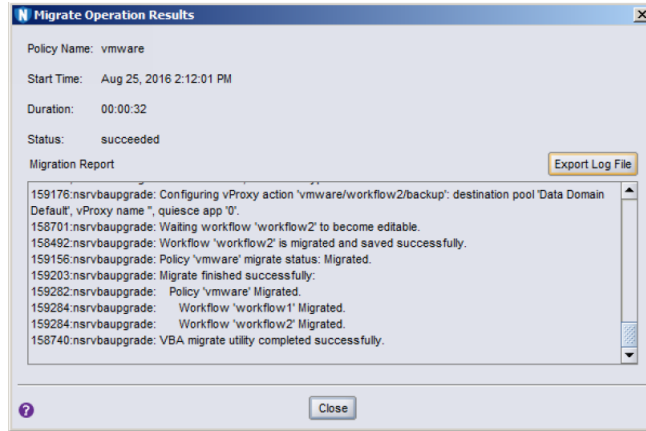 N Migrate Operation Results
Policy Name: vmware
Start Time: Aug 25, 2016 2:12:01 PM
Duration: 00:00:32
Status: succeeded
Migration Report
Export Log File
159176:nsrvbaupgrade: Configuring vProxy action 'vmware/workflow2/backup': destination pool 'Data Domain
Default', vProxy name '', quiesce app '0'.
158701:nsrvbaupgrade: Waiting workflow 'workflow2' to become editable.
158492:nsrvbaupgrade: Workflow 'workflow2' is migrated and saved successfully.
159156:nsrvbaupgrade: Policy 'vmware' migrate status: Migrated.
159203:nsrvbaupgrade: Migrate finished successfully:
159282:nsrvbaupgrade: Policy 'vmware' Migrated.
159284:nsrvbaupgrade: Workflow 'workflow1' Migrated.
159284:nsrvbaupgrade: Workflow 'workflow2' Migrated.
158740:nsrvbaupgrade: VBA migrate utility completed successfully.
?
Close